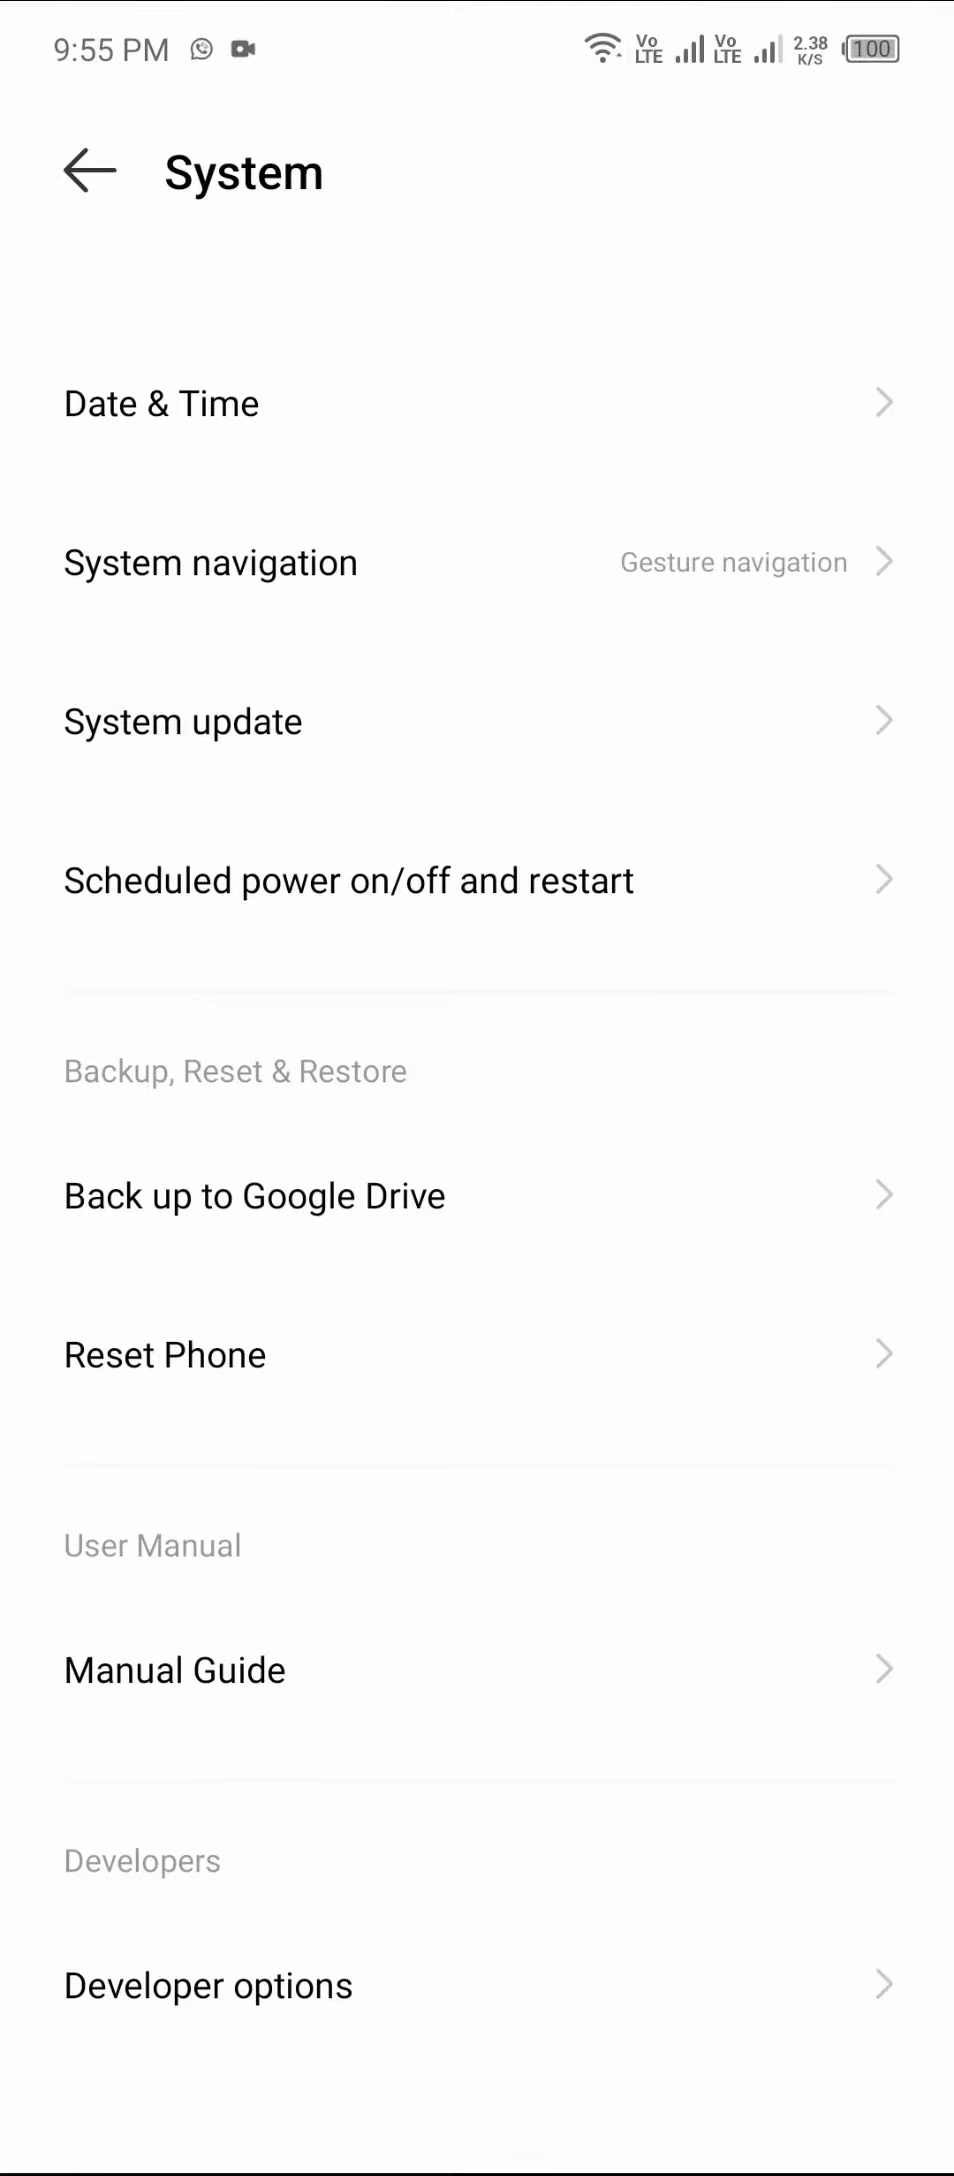 9:55 PM Vo LTE Vo LTE 2.38 K/S 100
System
Date & Time
System navigation Gesture navigation
System update
Scheduled power on/off and restart
Backup, Reset & Restore
Back up to Google Drive
Reset Phone
User Manual
Manual Guide
Developers
Developer options